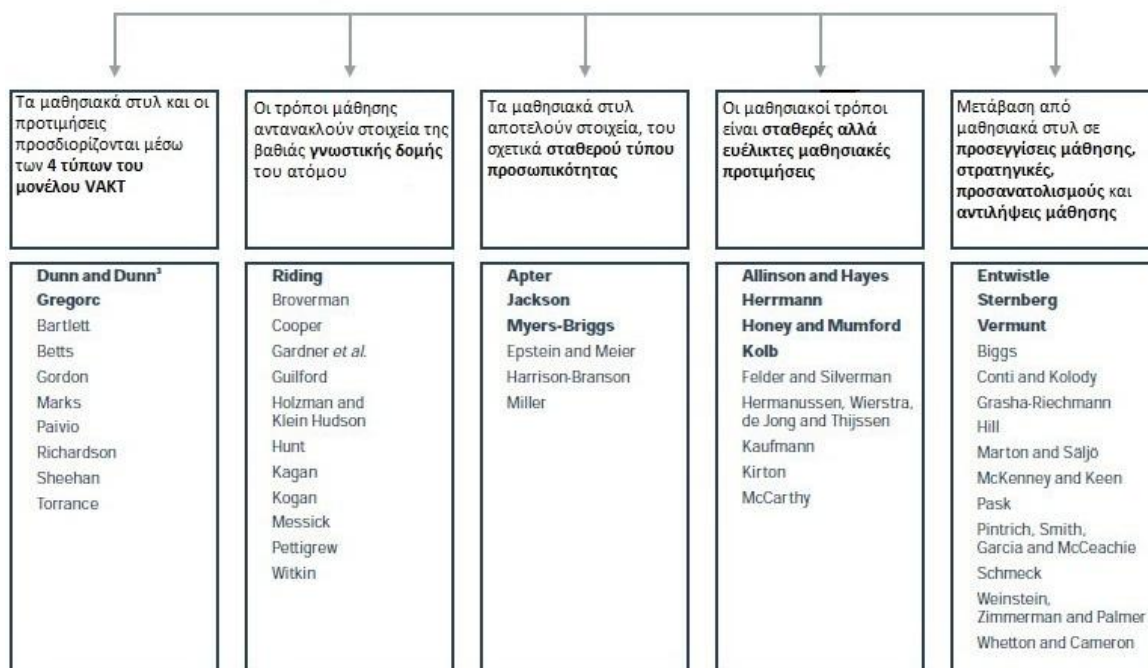 Τα μαθησιακά στυλ και οι
προτιμήσεις
προσδιορίζονται μέσω
των 4 τύπων του
μονέλου VAKT
Οι τρόποι μάθησης
αντανακλούν στοιχεία της
βαθιάς γνωστικής δομής
του ατόμου
Τα μαθησιακά στυλ
αποτελούν στοιχεία, του
σχετικά σταθερού τύπου
προσωπικότητας
Οι μαθησιακοί τρόποι
είναι σταθερές αλλά
ευέλικτες μαθησιακές
προτιμήσεις
Μετάβαση από
μαθησιακά στυλ σε
προσεγγίσεις μάθησης,
στρατηγικές,
προσανατολισμούς και
αντιλήψεις μάθησης
Dunn and Dunn³
Gregorc
Bartlett
Betts
Gordon
Marks
Paivio
Richardson
Sheehan
Torrance
Riding
Broverman
Cooper
Gardner et al.
Guilford
Holzman and
Klein Hudson
Hunt
Kagan
Kogan
Messick
Pettigrew
Witkin
Apter
Jackson
Myers-Briggs
Epstein and Meier
Harrison-Branson
Miller
Allinson and Hayes
Herrmann
Honey and Mumford
Kolb
Felder and Silverman
Hermanussen, Wierstra,
de Jong and Thijssen
Kaufmann
Kirton
McCarthy
Entwistle
Sternberg
Vermunt
Biggs
Conti and Kolody
Grasha-Riechmann
Hill
Marton and Säljö
McKenney and Keen
Pask
Pintrich, Smith,
Garcia and McCeachie
Schmeck
Weinstein,
Zimmerman and Palmer
Whetton and Cameron